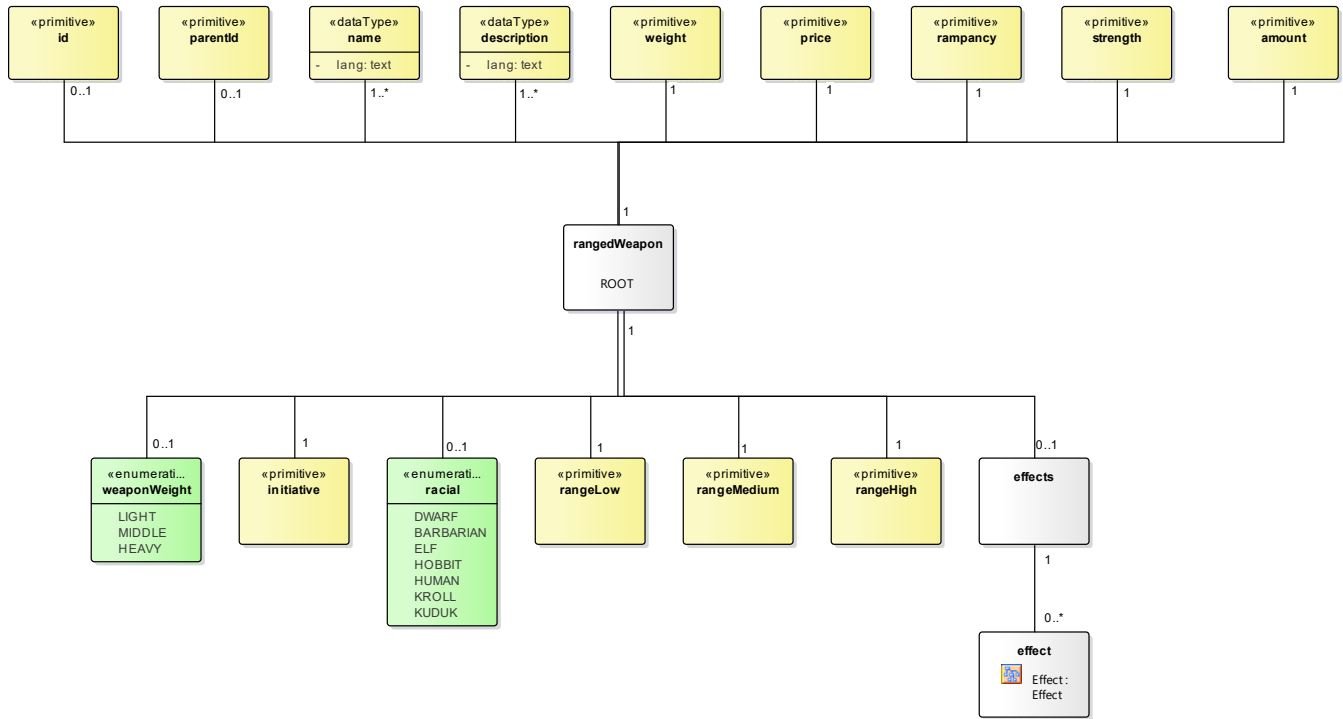 «primitive»
id
«primitive»
parentId
«dataType»
name
- lang: text
«dataType»
description
- lang: text
«primitive»
weight
«primitive»
price
«primitive»
rampancy
«primitive»
strength
«primitive»
amount
0..1
0..1
1..*
1..*
1
1
1
1
1
1
rangedWeapon
ROOT
1
0..1
1
0..1
1
1
1
0..1
«enumerati...
weaponWeight
LIGHT
MIDDLE
HEAVY
«primitive»
initiative
«enumerati...
racial
DWARF
BARBARIAN
ELF
HOBBIT
HUMAN
KROLL
KUDUK
«primitive»
rangeLow
«primitive»
rangeMedium
«primitive»
rangeHigh
effects
1
0..*
effect
Effect :
Effect